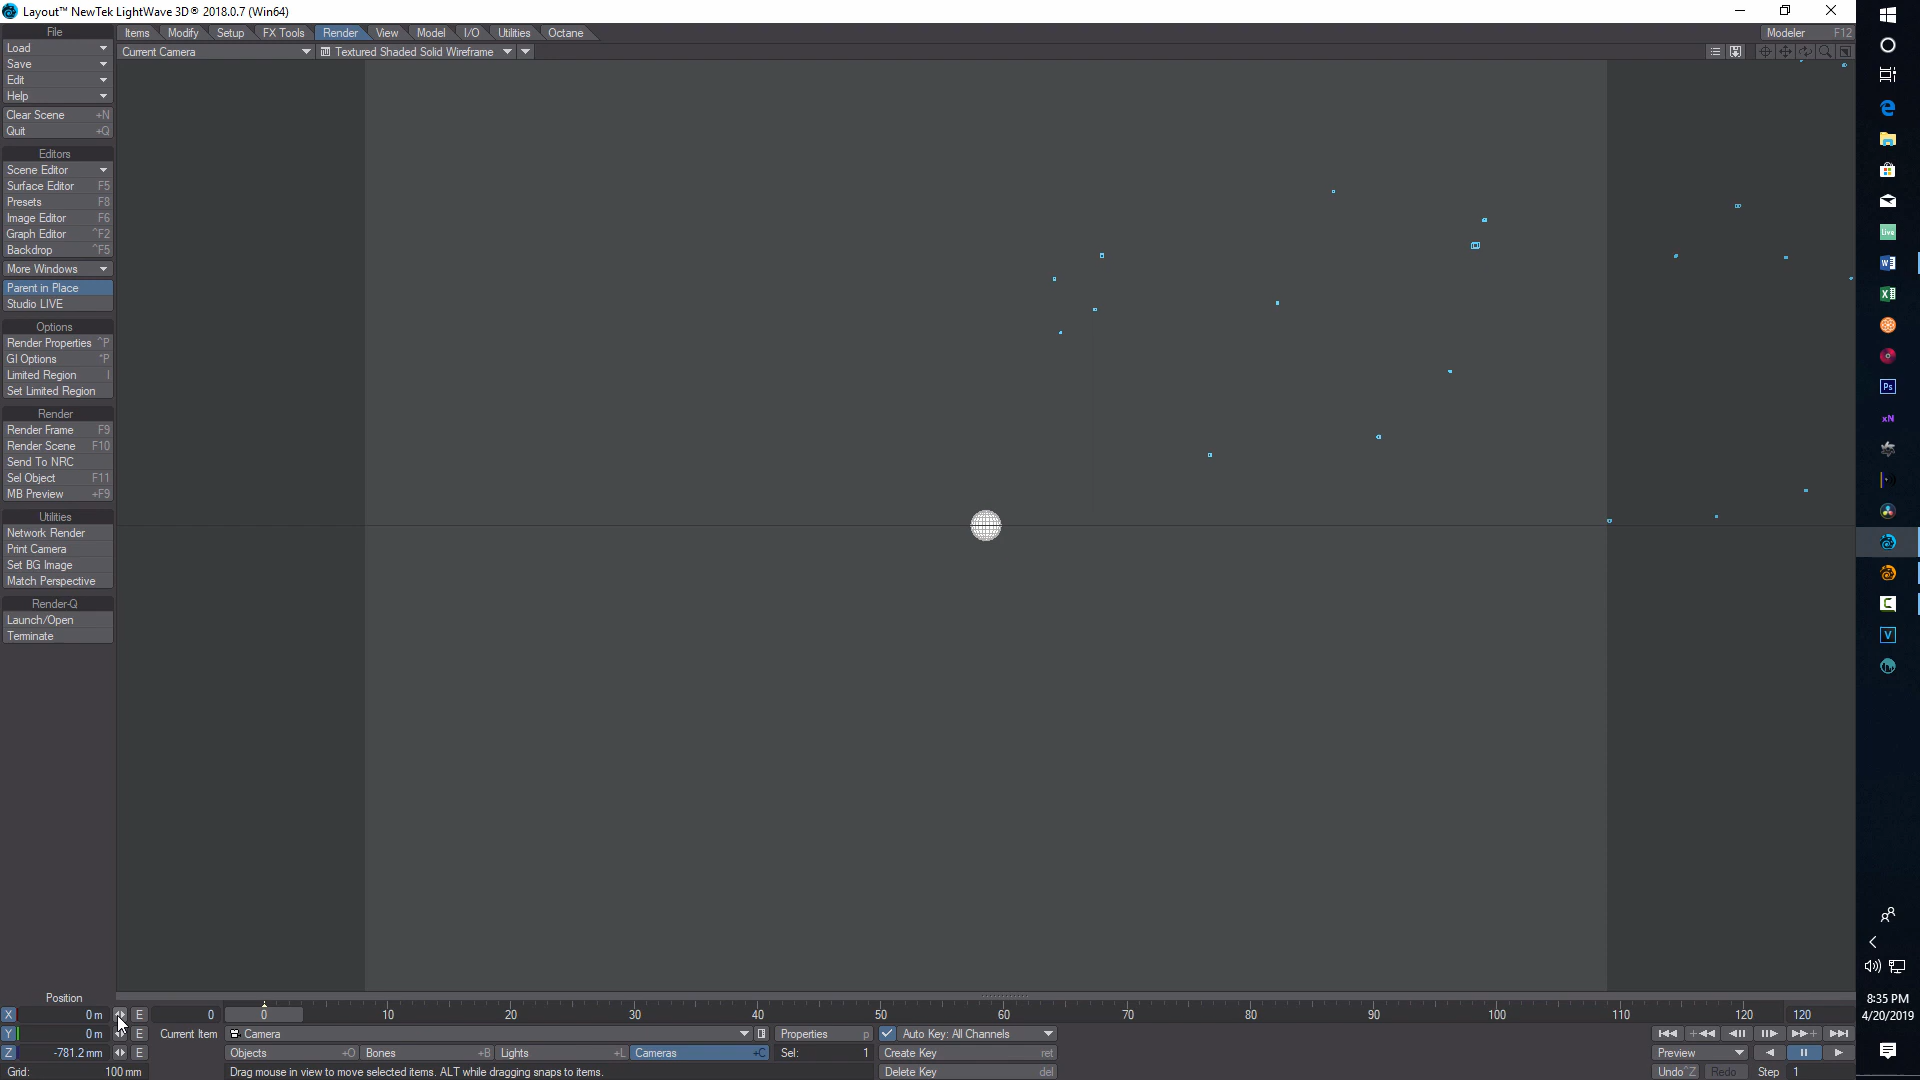 Layout™ NewTek LightWave 3D® 2018.0.7 (Win64)
File
Items Modify Setup FX Tools Render View Model I/O Utilities Octane
Modeler F12
Load
Current Camera
Textured Shaded Solid Wireframe
Save
Edit
Help
Clear Scene +N
Quit +Q
Editors
Scene Editor
Surface Editor F5
Presets F8
Image Editor F6
Graph Editor ^F2
Backdrop ^F5
More Windows
Parent in Place
Studio LIVE
Options
Render Properties ^P
GI Options *P
Limited Region l
Set Limited Region
Render
Render Frame F9
Render Scene F10
Send To NRC
Sel Object F11
MB Preview +F9
Utilities
Network Render
Print Camera
Set BG Image
Match Perspective
Render-Q
Launch/Open
Terminate
Live
Ps
xN
V
8:35 PM
4/20/2019
Position
X 0 m E 0 0 10 20 30 40 50 60 70 80 90 100 110 120 120
Y 0 m E Current Item Camera Properties p Auto Key: All Channels
Z -781.2 mm E Objects +O Bones +B Lights +L Cameras +C Sel: 1 Create Key ret Preview
Grid: 100 mm Drag mouse in view to move selected items. ALT while dragging snaps to items. Delete Key del Undo ^Z Redo Step 1